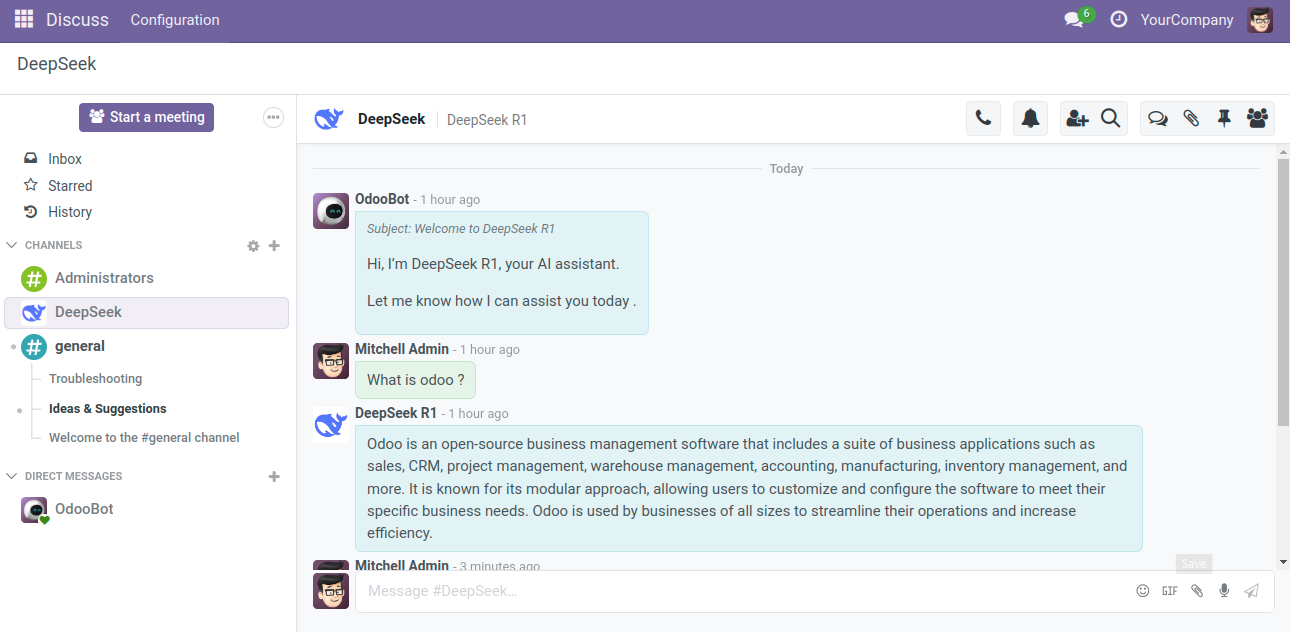 Discuss Configuration 6 YourCompany
DeepSeek
Start a meeting
Inbox
Starred
History
CHANNELS
Administrators
DeepSeek
general
Troubleshooting
Ideas & Suggestions
Welcome to the #general channel
DIRECT MESSAGES
OdooBot
DeepSeek DeepSeek R1
Today
OdooBot - 1 hour ago
Subject: Welcome to DeepSeek R1
Hi, I’m DeepSeek R1, your AI assistant.
Let me know how I can assist you today .
Mitchell Admin - 1 hour ago
What is odoo ?
DeepSeek R1 - 1 hour ago
Odoo is an open-source business management software that includes a suite of business applications such as
sales, CRM, project management, warehouse management, accounting, manufacturing, inventory management, and
more. It is known for its modular approach, allowing users to customize and configure the software to meet their
specific business needs. Odoo is used by businesses of all sizes to streamline their operations and increase
efficiency.
Mitchell Admin - 3 minutes ago
Save
Message #DeepSeek...
GIF